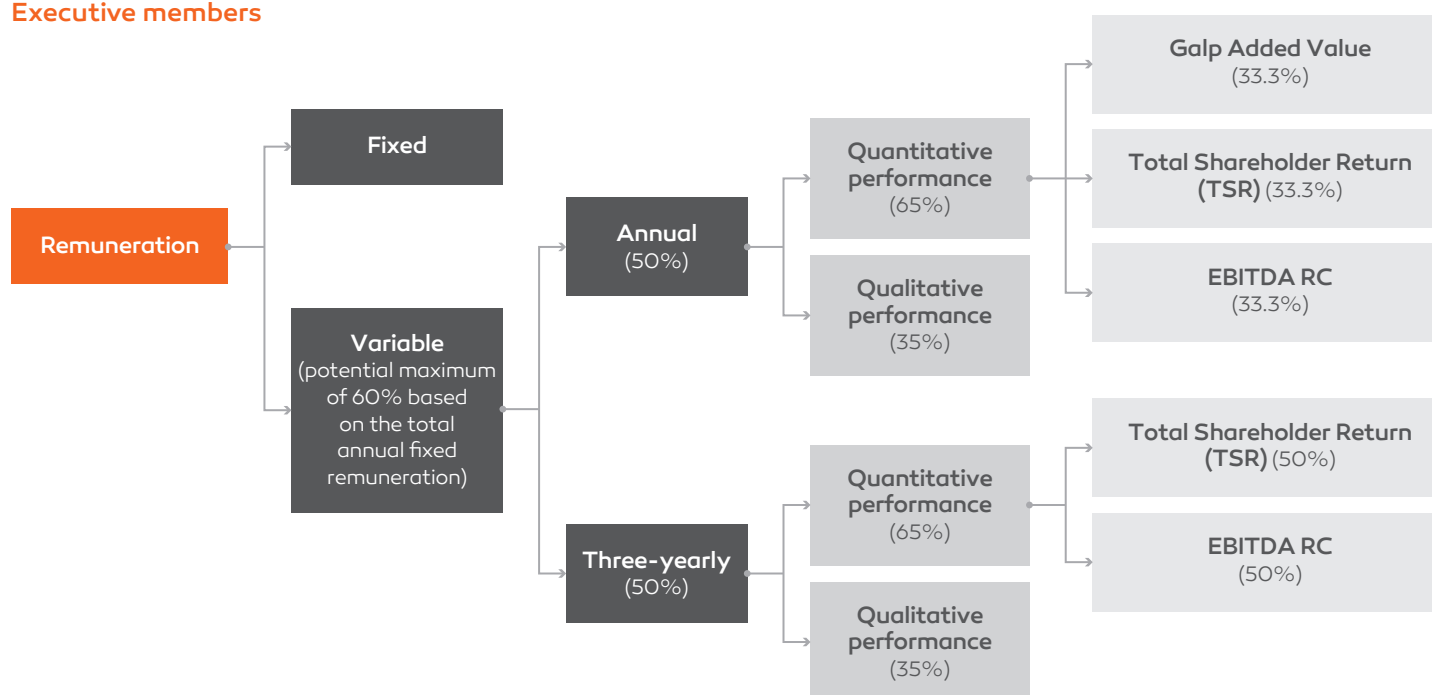 Executive members
Remuneration
Fixed
Variable
(potential maximum
of 60% based
on the total
annual fixed
remuneration)
Annual
(50%)
Three-yearly
(50%)
Quantitative
performance
(65%)
Qualitative
performance
(35%)
Quantitative
performance
(65%)
Qualitative
performance
(35%)
Galp Added Value
(33.3%)
Total Shareholder Return
(TSR) (33.3%)
EBITDA RC
(33.3%)
Total Shareholder Return
(TSR) (50%)
EBITDA RC
(50%)